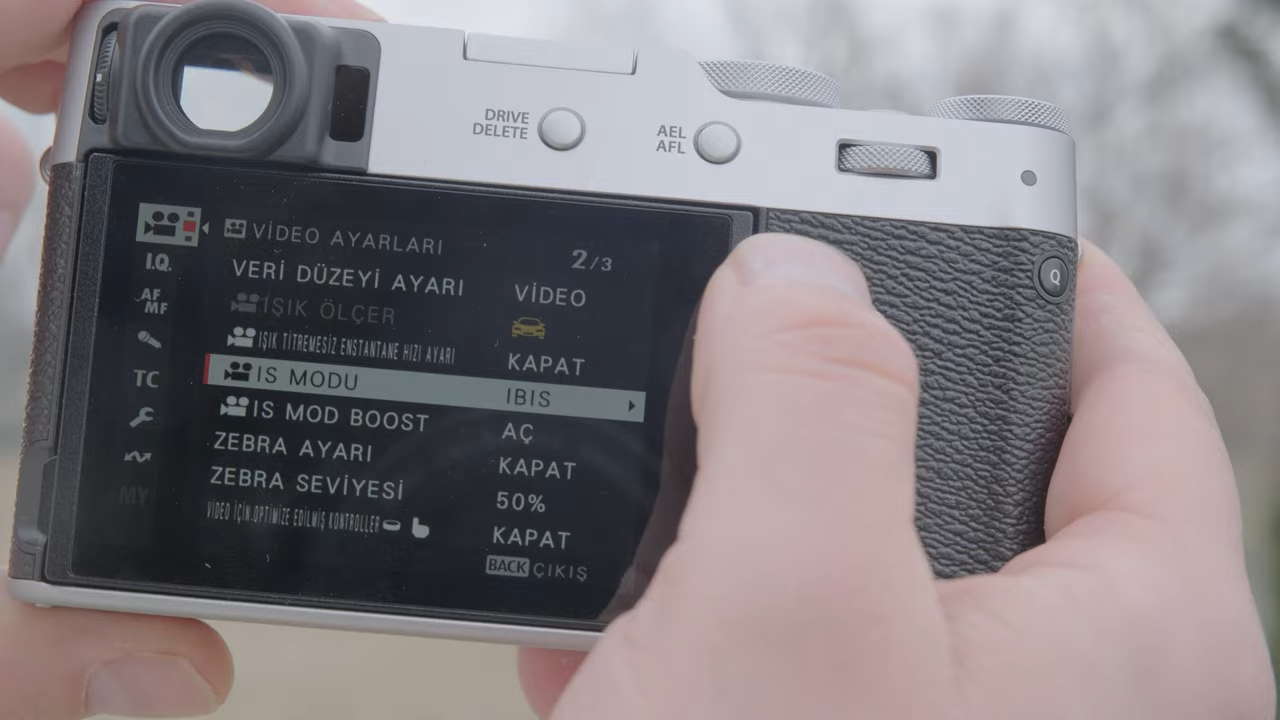 DRIVE
DELETE
AEL
AFL
Q
VİDEO AYARLARI 2/3
I.Q.
AF
MF
TC
MY
VERİ DÜZEYİ AYARI VİDEO
IŞIK ÖLÇER
IŞIK TİTREMESİZ ENSTANTANE HIZI AYARI KAPAT
IS MODU IBIS
IS MOD BOOST AÇ
ZEBRA AYARI KAPAT
ZEBRA SEVİYESİ 50%
VİDEO İÇİN OPTİMİZE EDİLMİŞ KONTROLLER KAPAT
BACK ÇIKIŞ